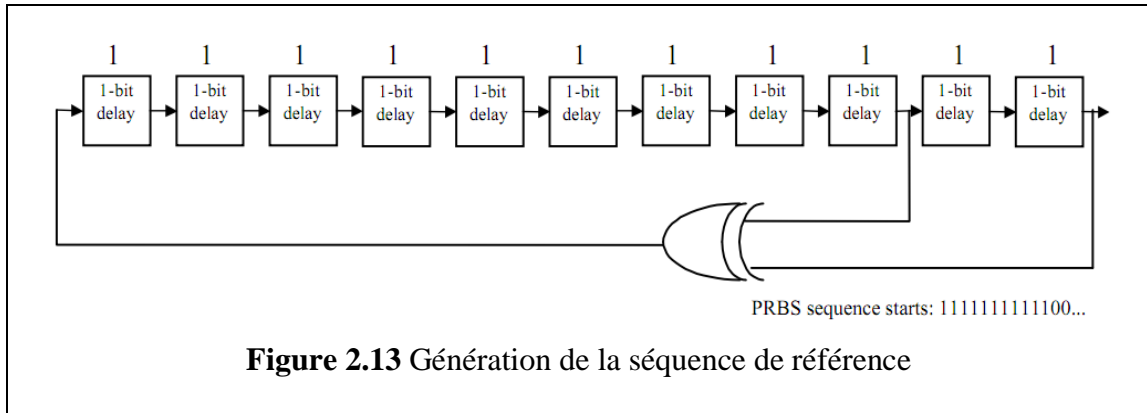 1 1 1 1 1 1 1 1 1 1 1
1-bit 1-bit 1-bit 1-bit 1-bit 1-bit 1-bit 1-bit 1-bit 1-bit 1-bit
delay delay delay delay delay delay delay delay delay delay delay
PRBS sequence starts: 1111111111100...
Figure 2.13 Génération de la séquence de référence